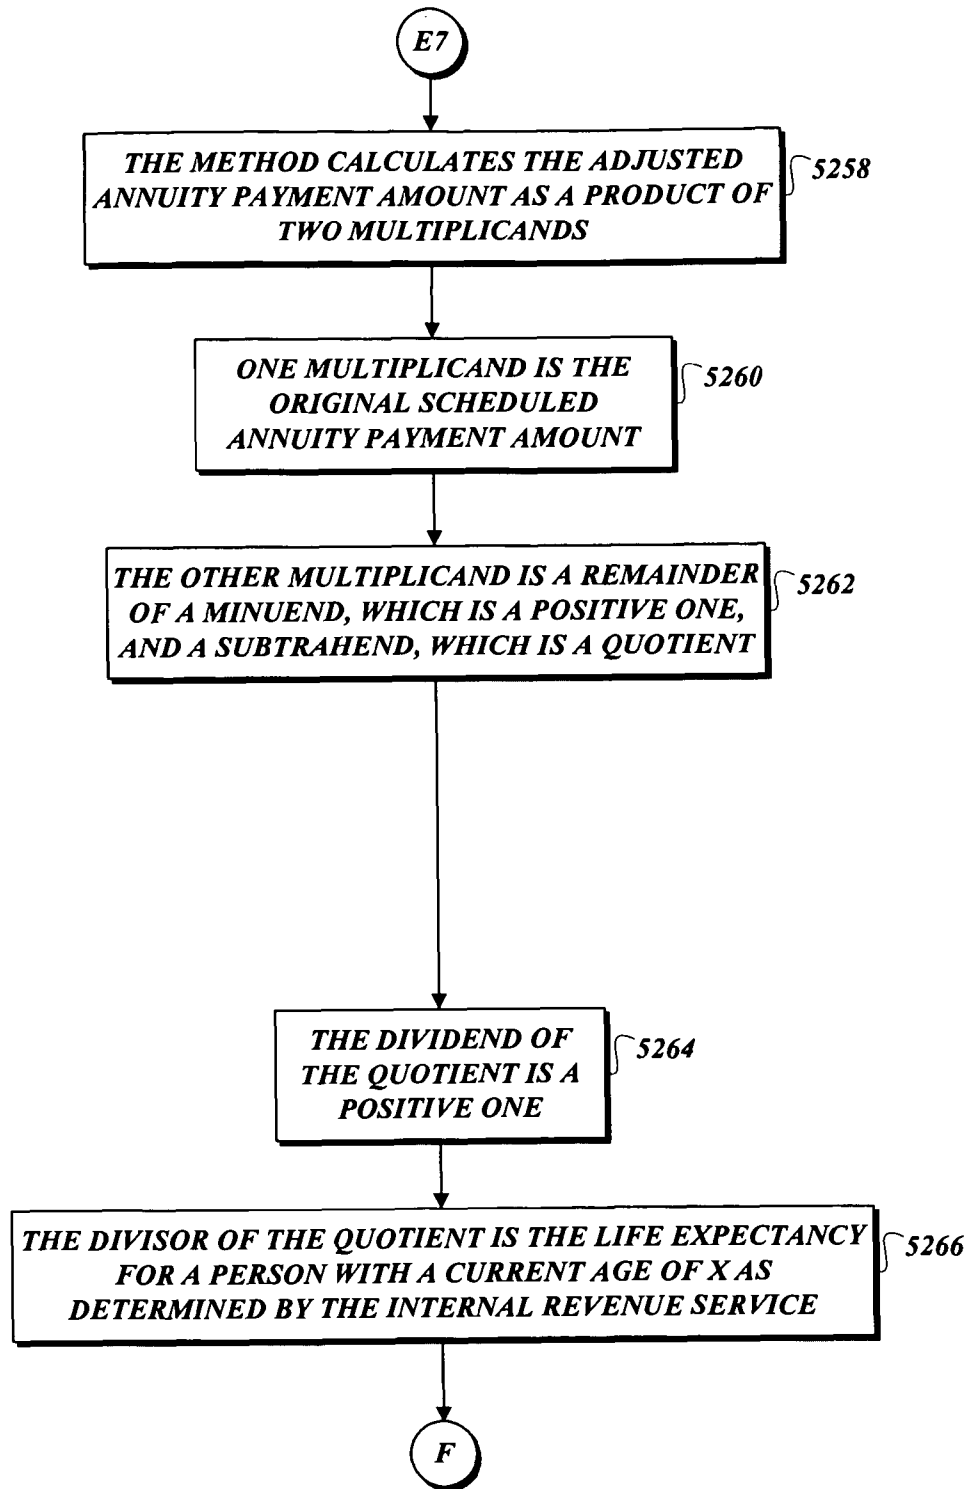 E7
THE METHOD CALCULATES THE ADJUSTED
ANNUITY PAYMENT AMOUNT AS A PRODUCT OF
TWO MULTIPLICANDS
5258
ONE MULTIPLICAND IS THE
ORIGINAL SCHEDULED
ANNUITY PAYMENT AMOUNT
5260
THE OTHER MULTIPLICAND IS A REMAINDER
OF A MINUEND, WHICH IS A POSITIVE ONE,
AND A SUBTRAHEND, WHICH IS A QUOTIENT
5262
THE DIVIDEND OF
THE QUOTIENT IS A
POSITIVE ONE
5264
THE DIVISOR OF THE QUOTIENT IS THE LIFE EXPECTANCY
FOR A PERSON WITH A CURRENT AGE OF X AS
DETERMINED BY THE INTERNAL REVENUE SERVICE
5266
F